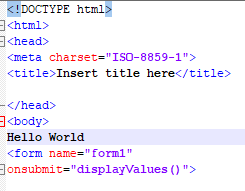 <!DOCTYPE html>
<html>
<head>
<meta charset="ISO-8859-1">
<title>Insert title here</title>
</head>
<body>
Hello World
<form name="form1"
onsubmit="displayValues()">